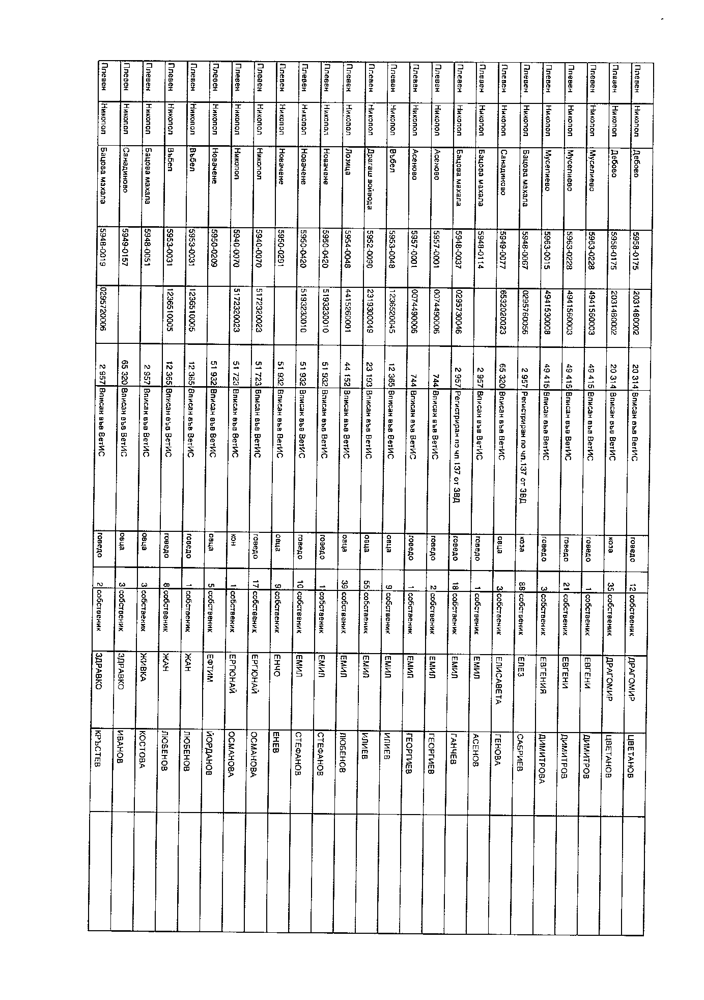 Плевен Никопол Дебово 5958-0175 2031480002 20 314 Вписан във ВетИС говедо 12 собственик ДРАГОМИР ЦВЕТАНОВ
Плевен Никопол Дебово 5958-0175 2031480002 20 314 Вписан във ВетИС коза 35 собственик ДРАГОМИР ЦВЕТАНОВ
Плевен Никопол Муселиево 5963-0228 4941560003 49 415 Вписан във ВетИС говедо 1 собственик ЕВГЕНИ ДИМИТРОВ
Плевен Никопол Муселиево 5963-0228 4941560003 49 415 Вписан във ВетИС говедо 21 собственик ЕВГЕНИ ДИМИТРОВ
Плевен Никопол Муселиево 5963-0015 4941530008 49 415 Вписан във ВетИС говедо 3 собственик ЕВГЕНИЯ ДИМИТРОВА
Плевен Никопол Бацова махала 5948-0067 0295760056 2 957 Регистриран по чл.137 от ЗВД коза 88 собственик ЕЛЕЗ САБРИЕВ
Плевен Никопол Санадиново 5949-0077 6532020023 65 320 Вписан във ВетИС овца 3 собственик ЕЛИСАВЕТА ГЕНОВА
Плевен Никопол Бацова махала 5948-0114 2 957 Вписан във ВетИС говедо 1 собственик ЕМИЛ АСЕНОВ
Плевен Никопол Бацова махала 5948-0037 0295730046 2 957 Регистриран по чл.137 от ЗВД говедо 18 собственик ЕМИЛ ГАНЧЕВ
Плевен Никопол Асеново 5957-0001 0074490006 744 Вписан във ВетИС говедо 2 собственик ЕМИЛ ГЕОРГИЕВ
Плевен Никопол Асеново 5957-0001 0074490006 744 Вписан във ВетИС говедо 1 собственик ЕМИЛ ГЕОРГИЕВ
Плевен Никопол Въбел 5953-0048 1236520045 12 365 Вписан във ВетИС овца 9 собственик ЕМИЛ ИЛИЕВ
Плевен Никопол Драгаш войвода 5952-0090 2319300049 23 193 Вписан във ВетИС овца 55 собственик ЕМИЛ ИЛИЕВ
Плевен Никопол Лозица 5954-0048 4415260001 44 152 Вписан във ВетИС овца 39 собственик ЕМИЛ ЛЮБЕНОВ
Плевен Никопол Новачене 5950-0420 5193230010 51 932 Вписан във ВетИС говедо 1 собственик ЕМИЛ СТЕФАНОВ
Плевен Никопол Новачене 5950-0420 5193230010 51 932 Вписан във ВетИС говедо 10 собственик ЕМИЛ СТЕФАНОВ
Плевен Никопол Новачене 5950-0291 51 932 Вписан във ВетИС овца 9 собственик ЕНЧО ЕНЕВ
Плевен Никопол Никопол 5940-0070 5172320023 51 723 Вписан във ВетИС говедо 17 собственик ЕРГЮНАЙ ОСМАНОВА
Плевен Никопол Никопол 5940-0070 5172320023 51 723 Вписан във ВетИС кон 1 собственик ЕРГЮНАЙ ОСМАНОВА
Плевен Никопол Новачене 5950-0209 51 932 Вписан във ВетИС овца 5 собственик ЕФТИМ ЙОРДАНОВ
Плевен Никопол Въбел 5953-0031 1236510005 12 365 Вписан във ВетИС говедо 1 собственик ЖАН ЛЮБЕНОВ
Плевен Никопол Въбел 5953-0031 1236510005 12 365 Вписан във ВетИС говедо 8 собственик ЖАН ЛЮБЕНОВ
Плевен Никопол Бацова махала 5948-0051 2 957 Вписан във ВетИС овца 3 собственик ЖИВКА КОСТОВА
Плевен Никопол Санадиново 5949-0157 65 320 Вписан във ВетИС овца 3 собственик ЗДРАВКО ИВАНОВ
Плевен Никопол Бацова махала 5948-0019 0295720006 2 957 Вписан във ВетИС говедо 2 собственик ЗДРАВКО КРЪСТЕВ